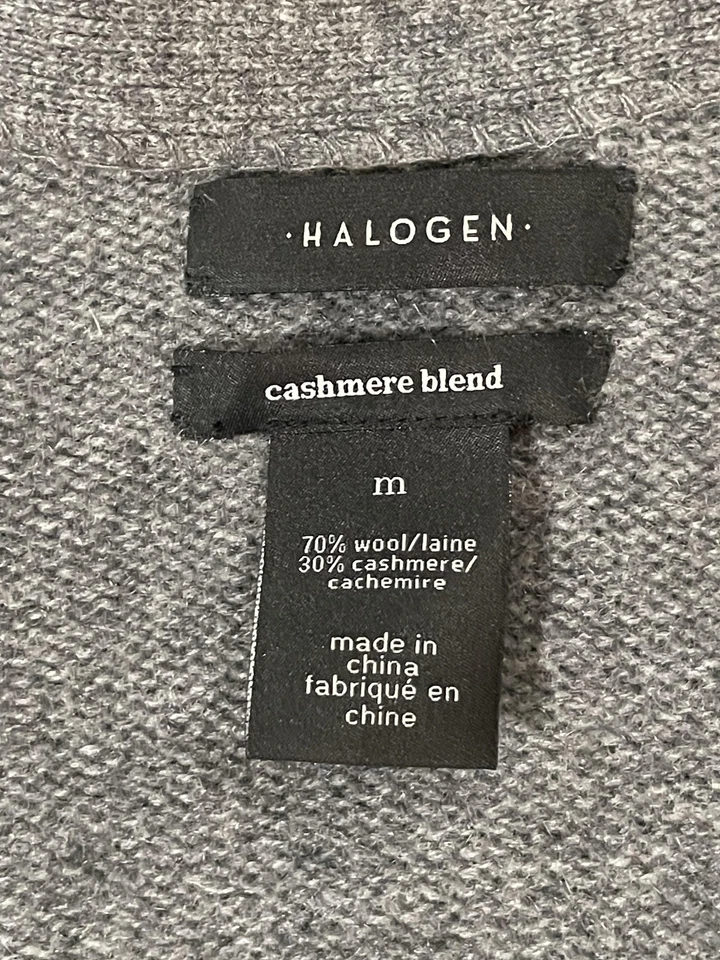 ·HALOGEN·
cashmere blend
m
70% wool/laine
30% cashmere/
cachemire
made in
china
fabriqué en
chine